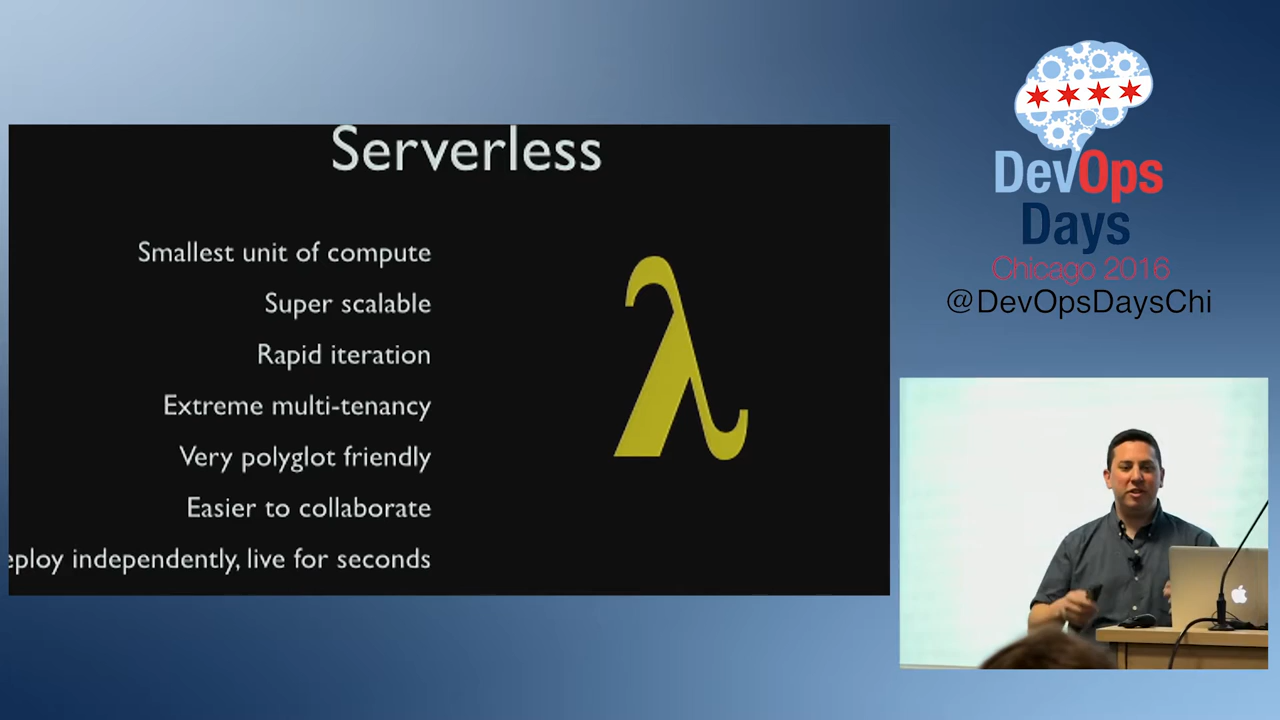 Serverless
Smallest unit of compute
Super scalable
Rapid iteration
Extreme multi-tenancy
Very polyglot friendly
Easier to collaborate
eploy independently, live for seconds
λ
DevOps
Days
Chicago 2016
@DevOpsDaysChi